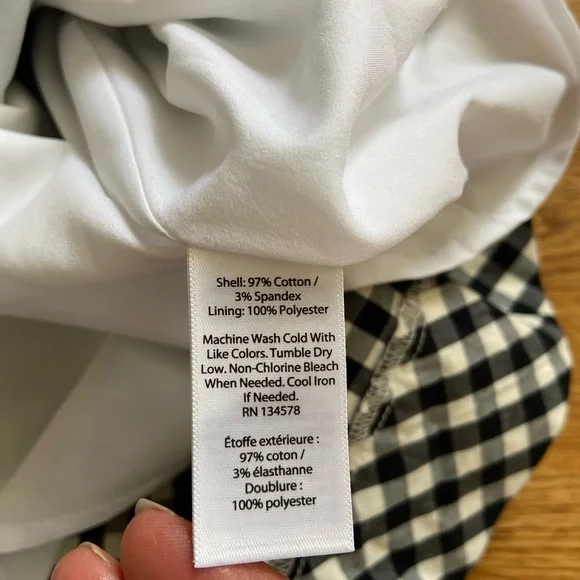 Shell: 97% Cotton /
3% Spandex
Lining: 100% Polyester
Machine Wash Cold With
Like Colors. Tumble Dry
Low. Non-Chlorine Bleach
When Needed. Cool Iron
If Needed.
RN 134578
Étoffe extérieure :
97% coton /
3% élasthanne
Doublure :
100% polyester